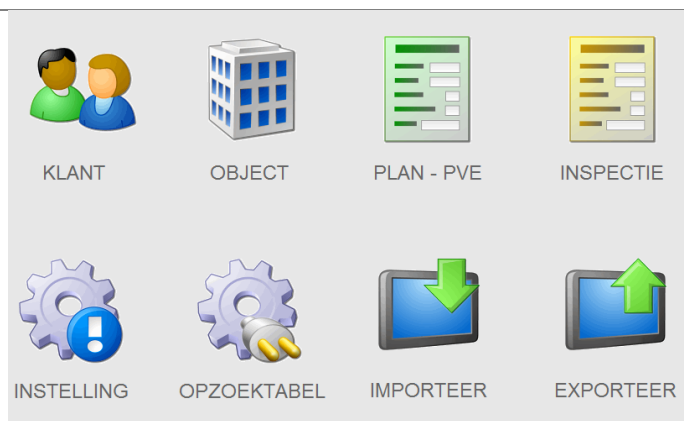 KLANT
OBJECT
PLAN - PVE
INSPECTIE
INSTELLING
OPZOEKTABEL
IMPORTEER
EXPORTEER